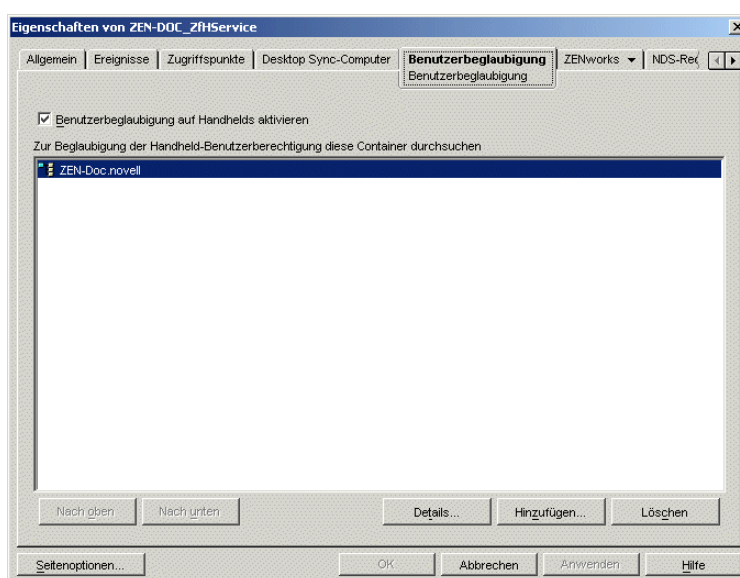 Eigenschaften von ZEN-DOC_ZfHService
Allgemein Ereignisse Zugriffspunkte Desktop Sync-Computer Benutzerbeglaubigung ZENworks NDS-Rec
Benutzerbeglaubigung
Benutzerbeglaubigung auf Handhelds aktivieren
Zur Beglaubigung der Handheld-Benutzerberechtigung diese Container durchsuchen
ZEN-Doc.novell
Nach oben Nach unten Details... Hinzufügen... Löschen
Seitenoptionen... OK Abbrechen Anwenden Hilfe